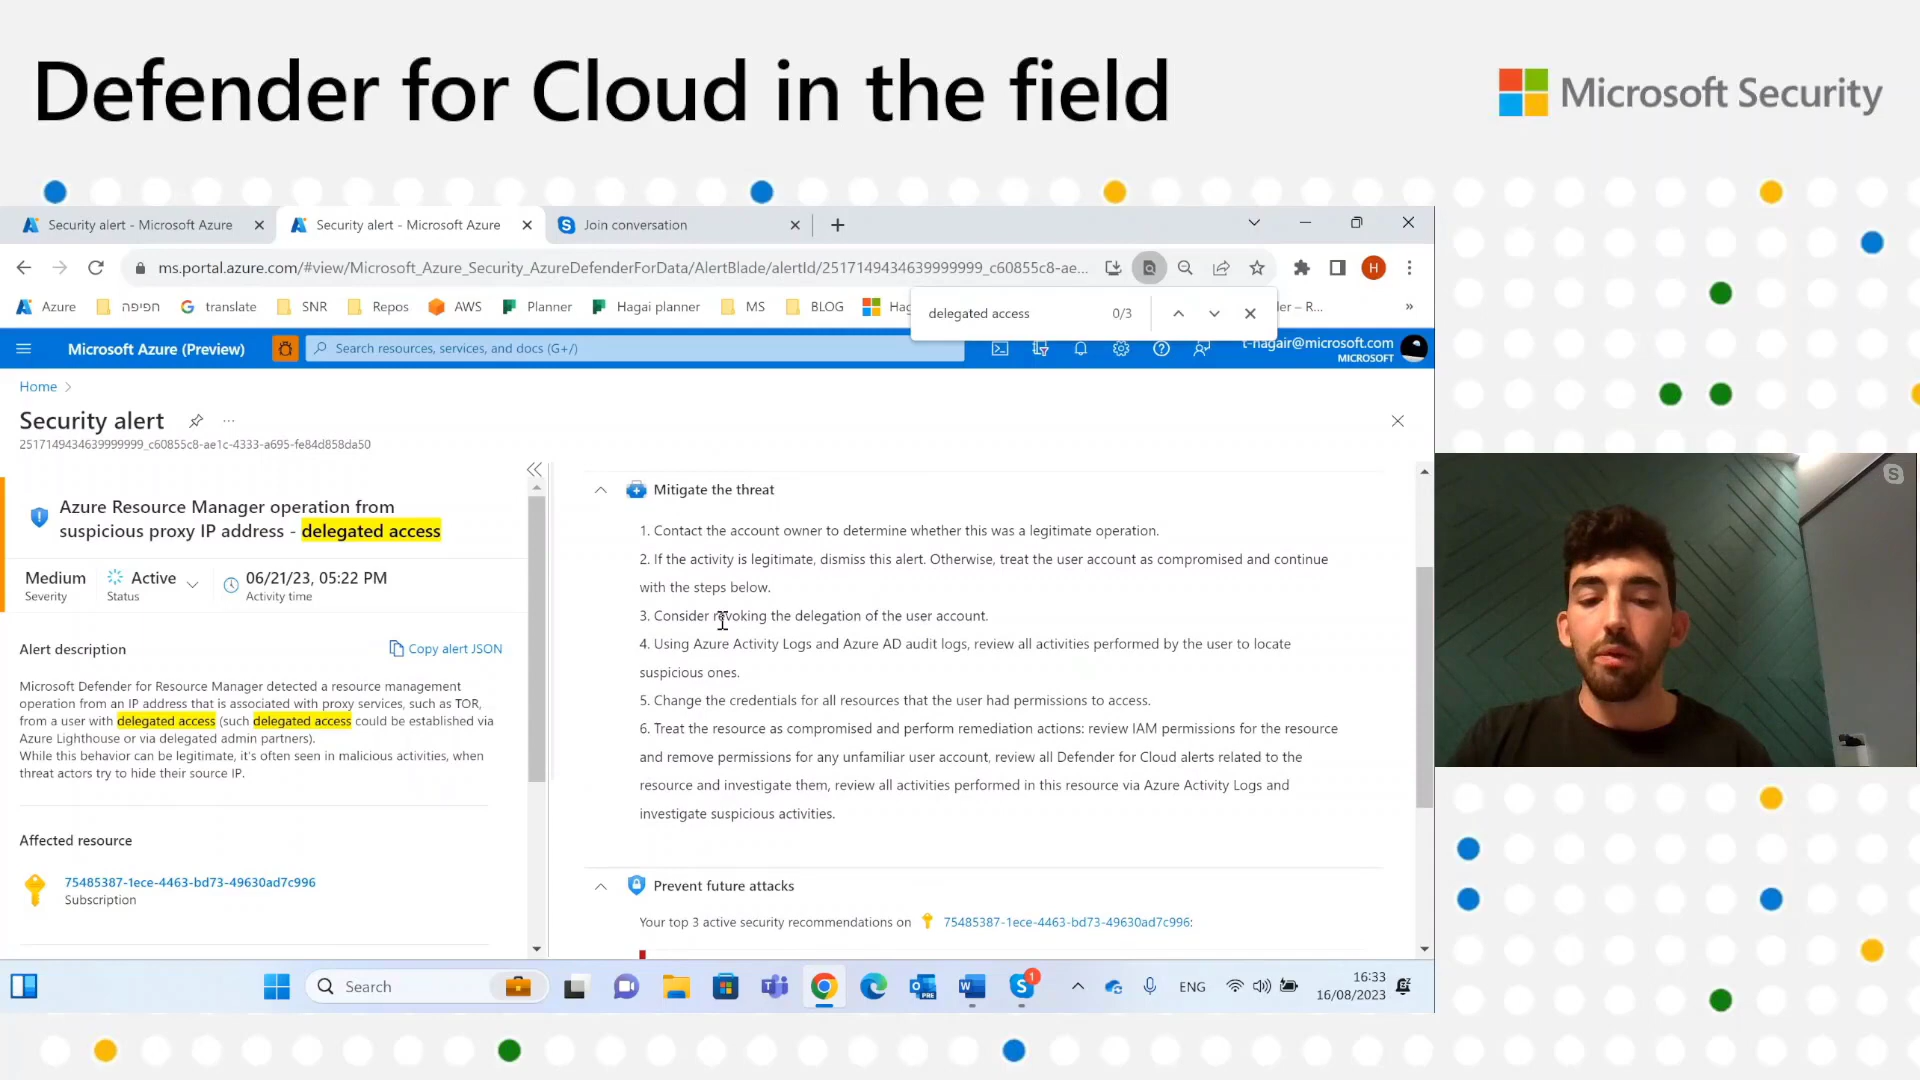 Defender for Cloud in the field
Microsoft Security
Security alert - Microsoft Azure
Security alert - Microsoft Azure
Join conversation
ms.portal.azure.com/#view/Microsoft_Azure_Security_AzureDefenderForData/AlertBlade/alertId/2517149434639999999_c60855c8-ae...
H
Azure
חפיפה
translate
SNR
Repos
AWS
Planner
Hagai planner
MS
BLOG
Hag
er – R...
»
delegated access 0/3
Microsoft Azure (Preview)
Search resources, services, and docs (G+/)
t-hagair@microsoft.com
MICROSOFT
Home >
Security alert
...
2517149434639999999_c60855c8-ae1c-4333-a695-fe84d858da50
Azure Resource Manager operation from
suspicious proxy IP address - delegated access
Medium
Severity
Active
Status
06/21/23, 05:22 PM
Activity time
Alert description
Copy alert JSON
Microsoft Defender for Resource Manager detected a resource management
operation from an IP address that is associated with proxy services, such as TOR,
from a user with delegated access (such delegated access could be established via
Azure Lighthouse or via delegated admin partners).
While this behavior can be legitimate, it's often seen in malicious activities, when
threat actors try to hide their source IP.
Affected resource
75485387-1ece-4463-bd73-49630ad7c996
Subscription
Mitigate the threat
1. Contact the account owner to determine whether this was a legitimate operation.
2. If the activity is legitimate, dismiss this alert. Otherwise, treat the user account as compromised and continue
with the steps below.
3. Consider revoking the delegation of the user account.
4. Using Azure Activity Logs and Azure AD audit logs, review all activities performed by the user to locate
suspicious ones.
5. Change the credentials for all resources that the user had permissions to access.
6. Treat the resource as compromised and perform remediation actions: review IAM permissions for the resource
and remove permissions for any unfamiliar user account, review all Defender for Cloud alerts related to the
resource and investigate them, review all activities performed in this resource via Azure Activity Logs and
investigate suspicious activities.
Prevent future attacks
Your top 3 active security recommendations on 75485387-1ece-4463-bd73-49630ad7c996:
Search
PRE
1
ENG
16:33
16/08/2023